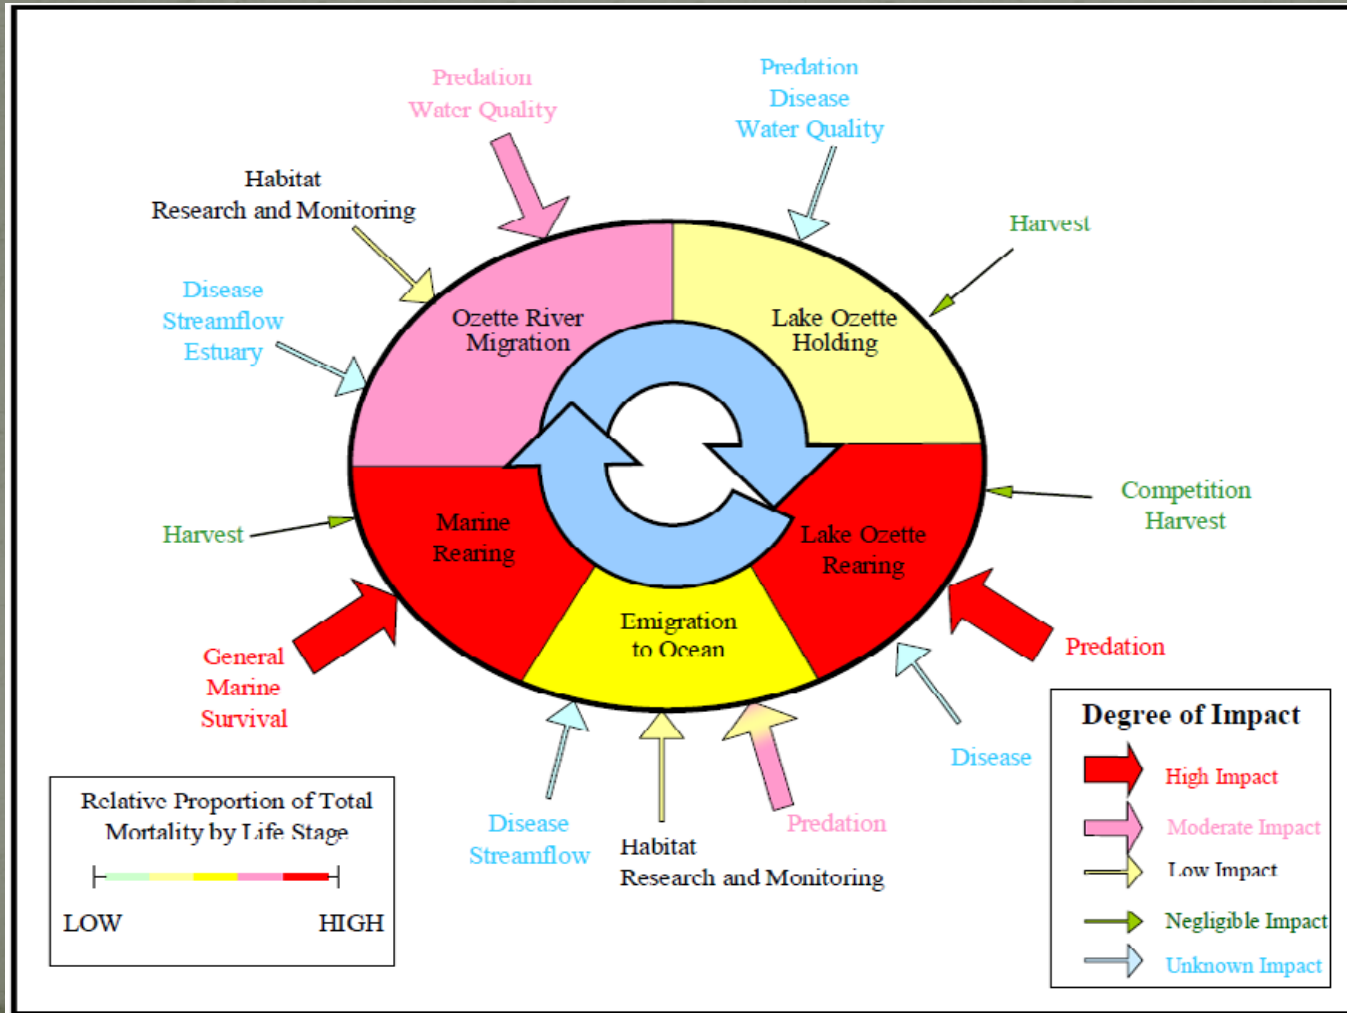 Predation
Water Quality
Predation
Disease
Water Quality
Habitat
Research and Monitoring
Harvest
Disease
Streamflow
Estuary
Ozette River
Migration
Lake Ozette
Holding
Harvest
Marine
Rearing
Lake Ozette
Rearing
Competition
Harvest
Emigration
to Ocean
General
Marine
Survival
Predation
Disease
Disease
Streamflow
Habitat
Research and Monitoring
Predation
Relative Proportion of Total
Mortality by Life Stage
LOW
HIGH
Degree of Impact
High Impact
Moderate Impact
Low Impact
Negligible Impact
Unknown Impact